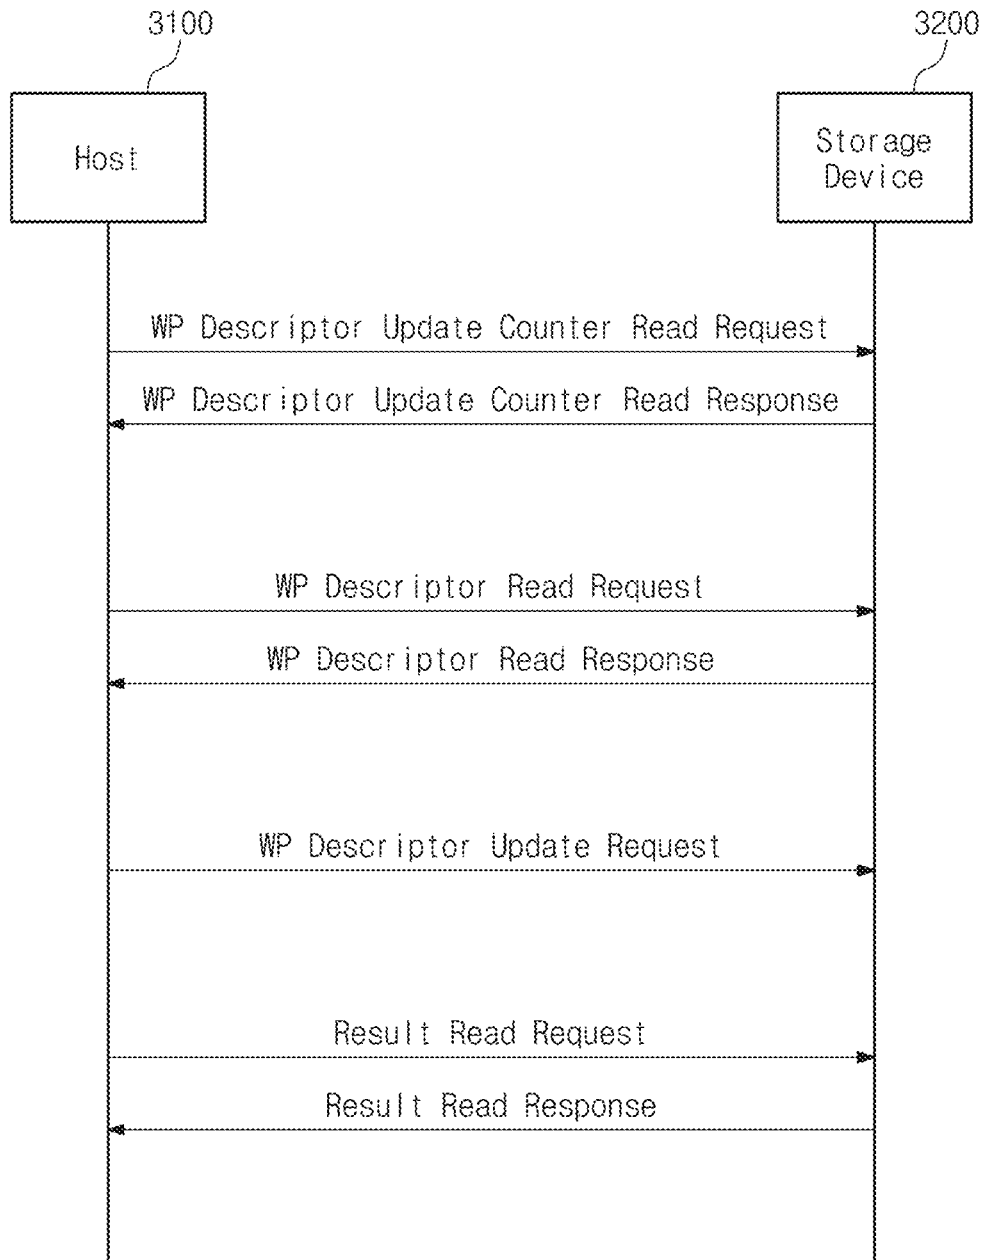 3100
3200
Host
Storage
Device
WP Descriptor Update Counter Read Request
WP Descriptor Update Counter Read Response
WP Descriptor Read Request
WP Descriptor Read Response
WP Descriptor Update Request
Result Read Request
Result Read Response